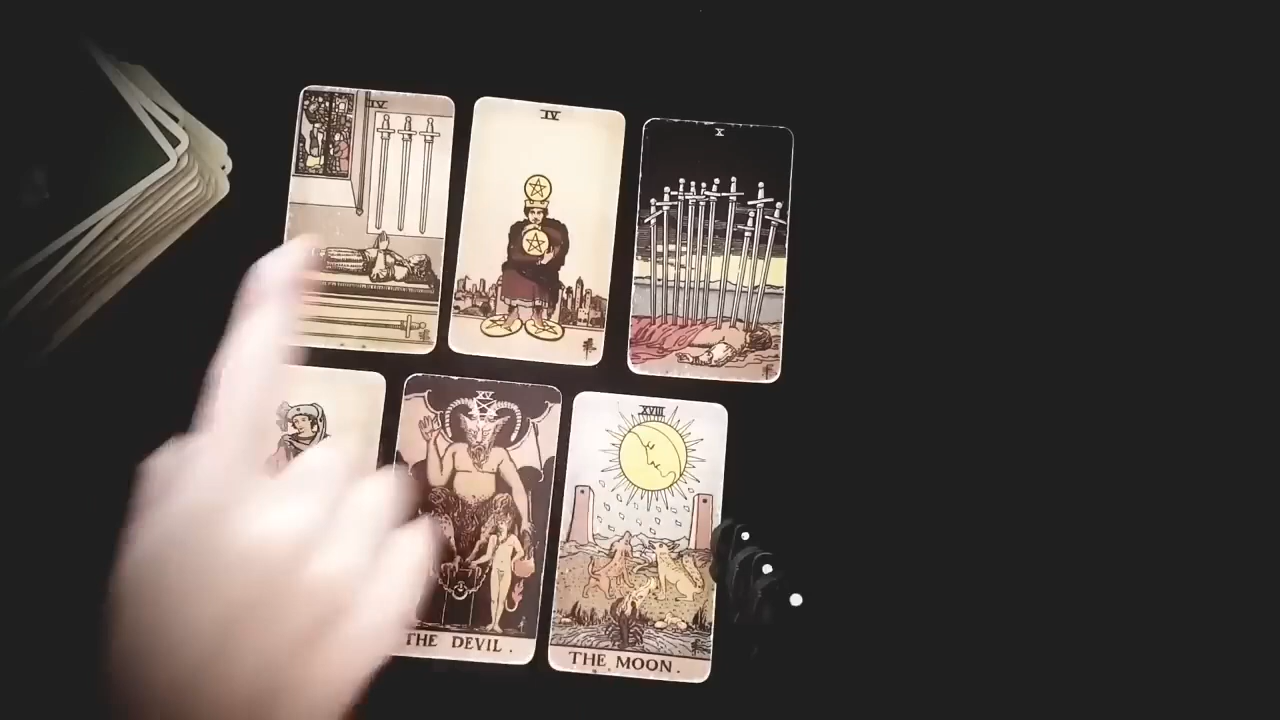 IV
IV
X
XV
XVIII
THE DEVIL.
THE MOON.